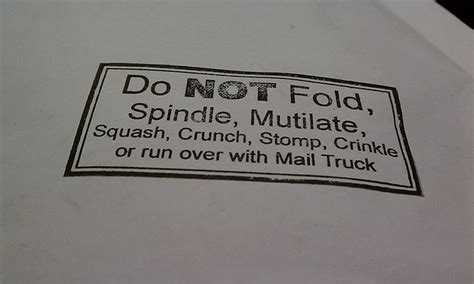 Do NOT Fold,
Spindle, Mutilate,
Squash, Crunch, Stomp, Crinkle
or run over with Mail Truck